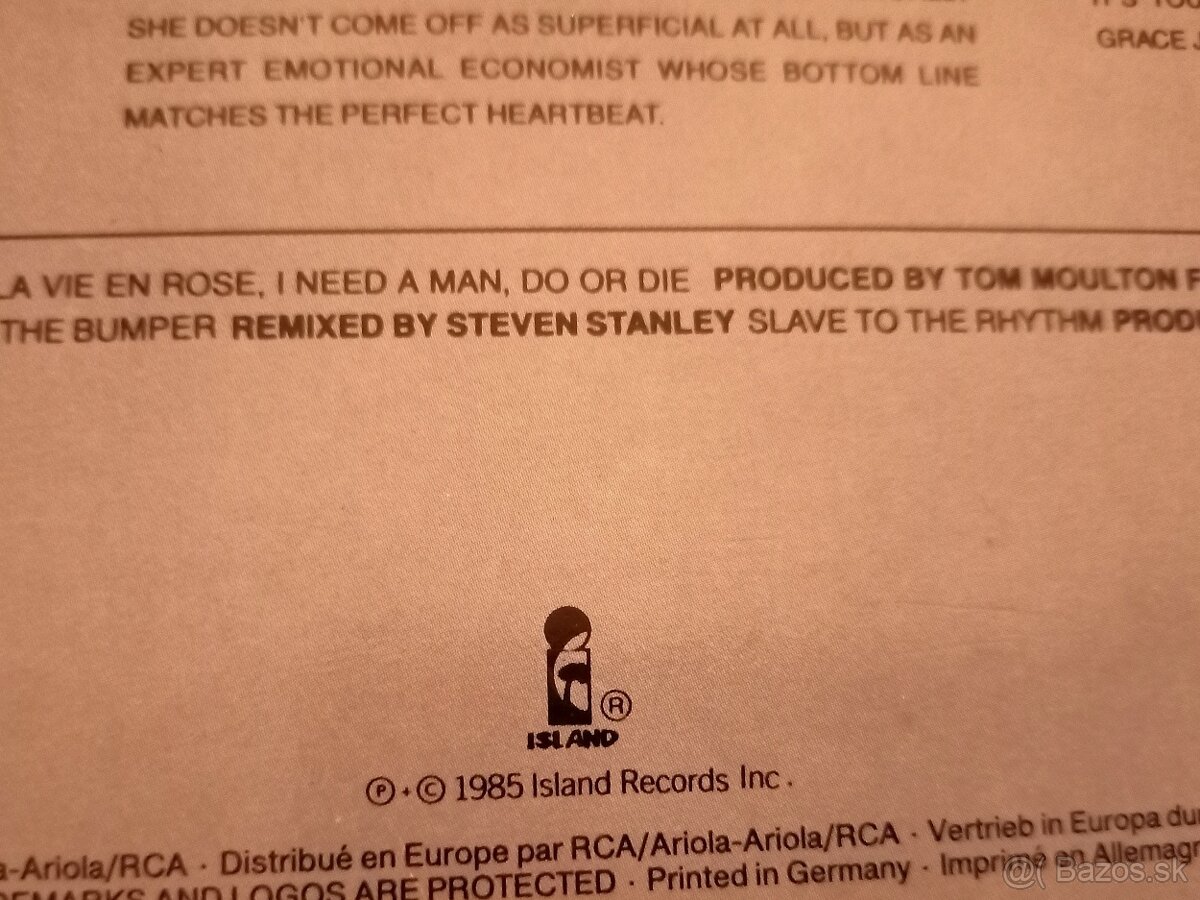 SHE DOESN'T COME OFF AS SUPERFICIAL AT ALL, BUT AS AN
EXPERT EMOTIONAL ECONOMIST WHOSE BOTTOM LINE
MATCHES THE PERFECT HEARTBEAT.
GRACE
LA VIE EN ROSE, I NEED A MAN, DO OR DIE PRODUCED BY TOM MOULTON
THE BUMPER REMIXED BY STEVEN STANLEY SLAVE TO THE RHYTHM
®
ISLAND
℗ + © 1985 Island Records Inc.
-Ariola/RCA · Distribué en Europe par RCA/Ariola-Ariola/RCA · Vertrieb in Europa
AND LOGOS ARE PROTECTED · Printed in Germany · Imprimé en
@( Bazos.sk